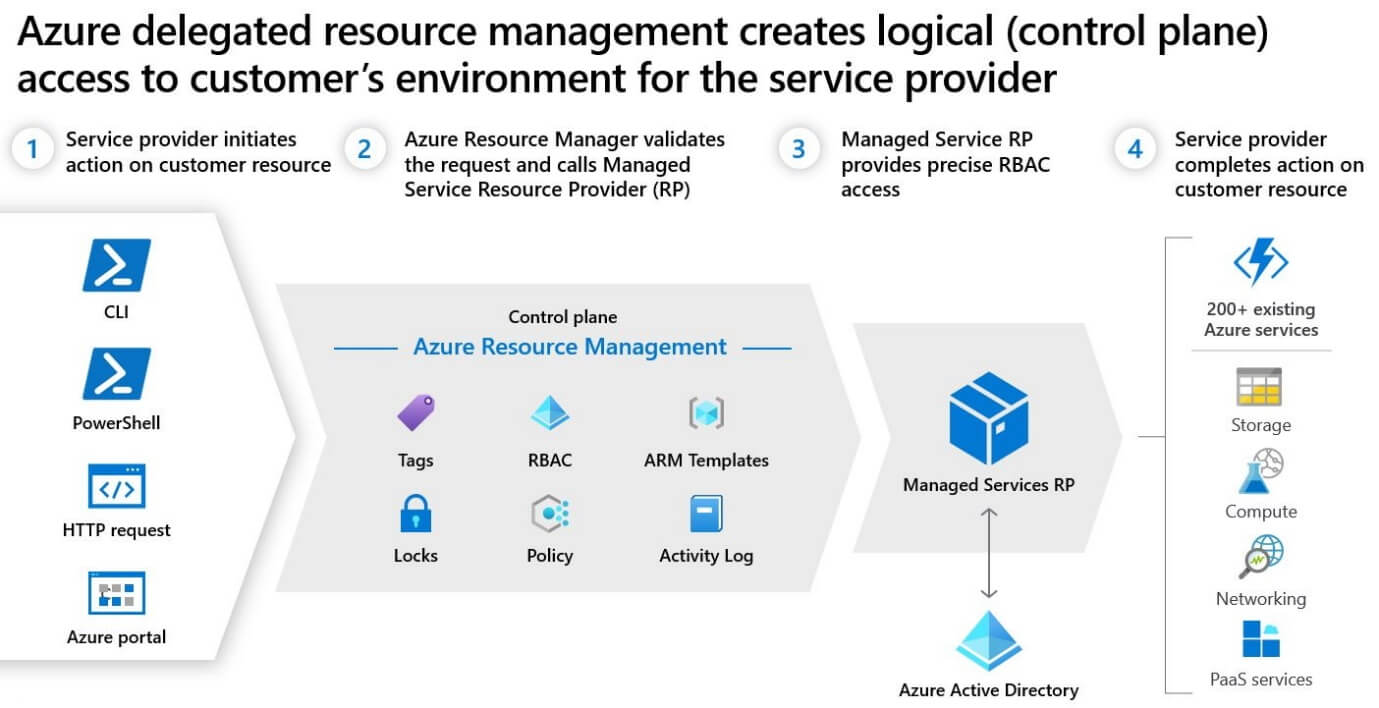 Azure delegated resource management creates logical (control plane)
access to customer’s environment for the service provider
1
Service provider initiates
action on customer resource
2
Azure Resource Manager validates
the request and calls Managed
Service Resource Provider (RP)
3
Managed Service RP
provides precise RBAC
access
4
Service provider
completes action on
customer resource
CLI
PowerShell
HTTP request
Azure portal
Control plane
Azure Resource Management
Tags
RBAC
ARM Templates
Locks
Policy
Activity Log
Managed Services RP
Azure Active Directory
200+ existing
Azure services
Storage
Compute
Networking
PaaS services